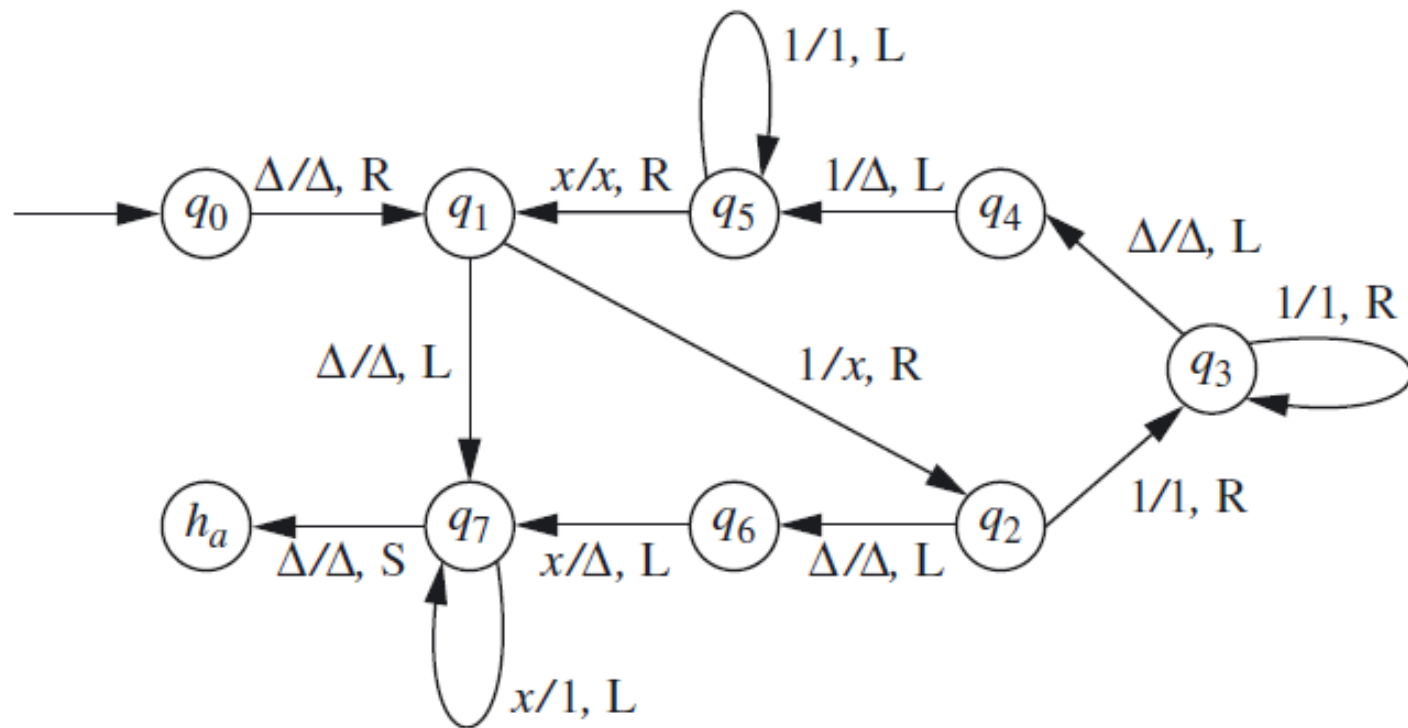 1/1, L
Δ/Δ, R
x/x, R
1/Δ, L
q0
q1
q5
q4
Δ/Δ, L
1/1, R
q3
Δ/Δ, L
1/x, R
1/1, R
ha
q7
q6
q2
Δ/Δ, S
x/Δ, L
Δ/Δ, L
x/1, L